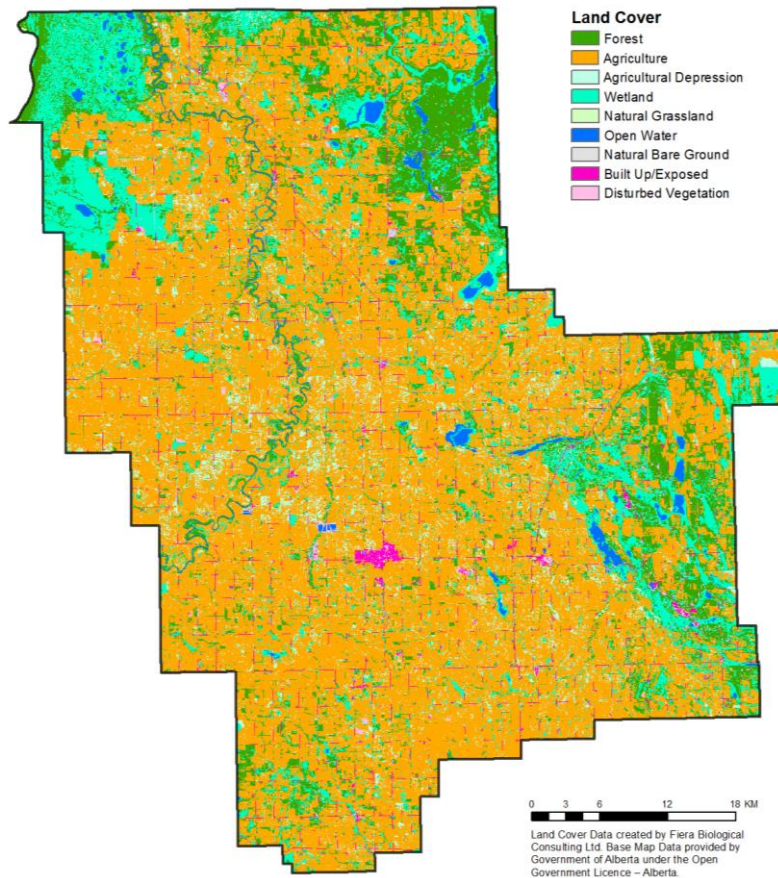 Land Cover
Forest
Agriculture
Agricultural Depression
Wetland
Natural Grassland
Open Water
Natural Bare Ground
Built Up/Exposed
Disturbed Vegetation
0 3 6 12 18 KM
Land Cover Data created by Fiera Biological
Consulting Ltd. Base Map Data provided by
Government of Alberta under the Open
Government Licence – Alberta.